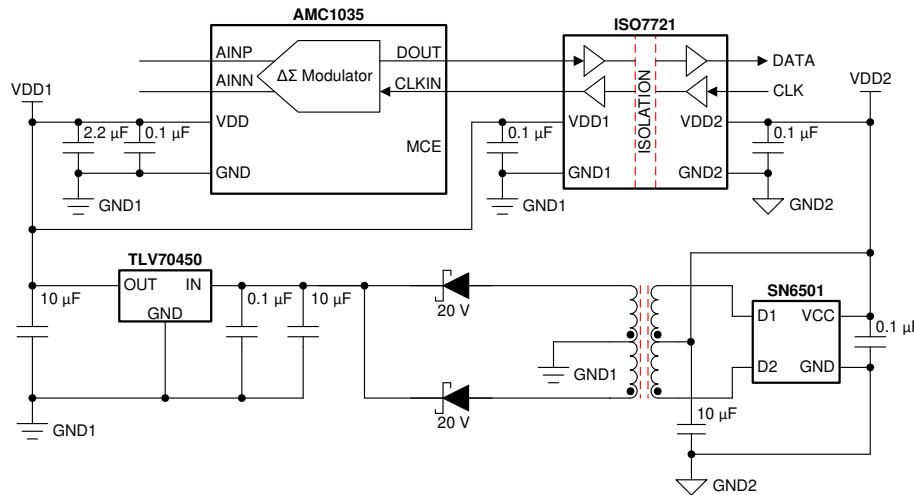 AMC1035
ISO7721
AINP
DOUT
DATA
AINN
ΔΣ Modulator
CLKIN
CLK
VDD1
VDD2
2.2 µF
0.1 µF
VDD
0.1 µF
VDD1
ISOLATION
VDD2
0.1 µF
MCE
GND
GND1
GND2
GND1
GND1
GND2
TLV70450
SN6501
10 µF
OUT
IN
0.1 µF
10 µF
GND
20 V
D1
VCC
0.1 µF
GND1
D2
GND
GND1
20 V
10 µF
GND2